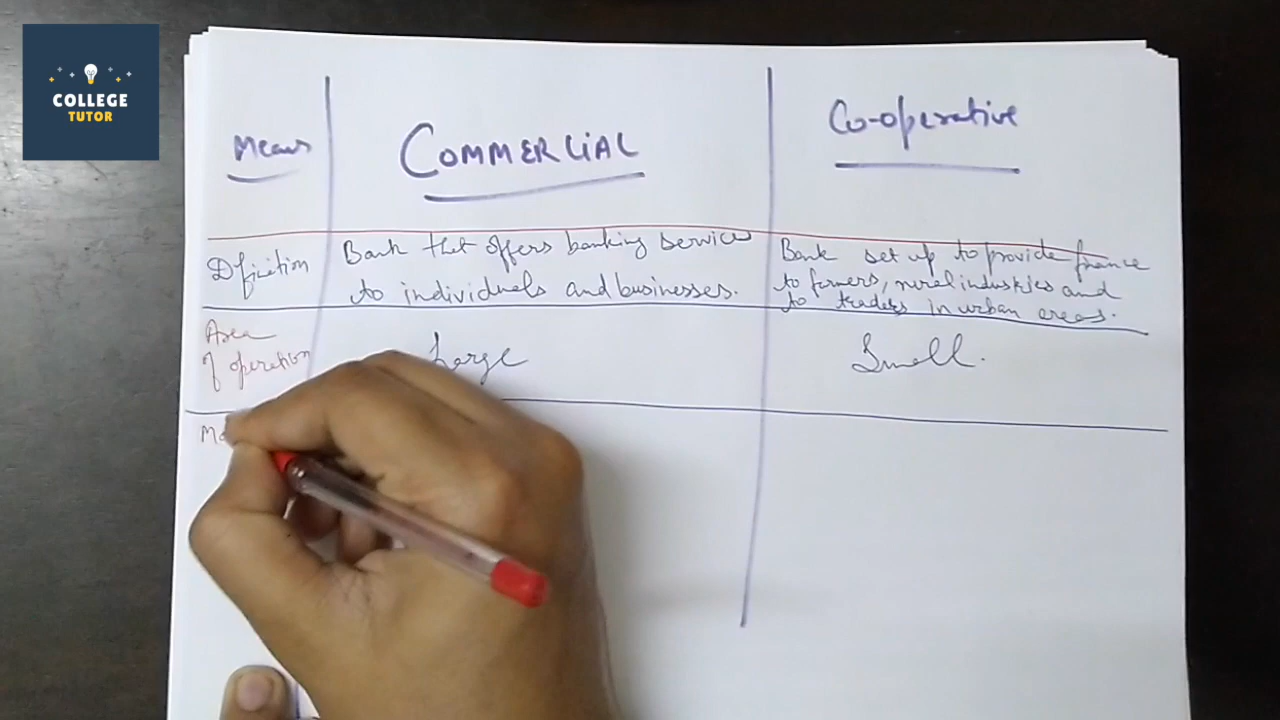 COLLEGE
TUTOR
Means
COMMERCIAL
Co-operative
Dfinition
Bank that offers banking services
to individuals and businesses.
Bank set up to provide finance
to farmers, rural industries and
to traders in urban areas.
Area
of operation
Large
Small.